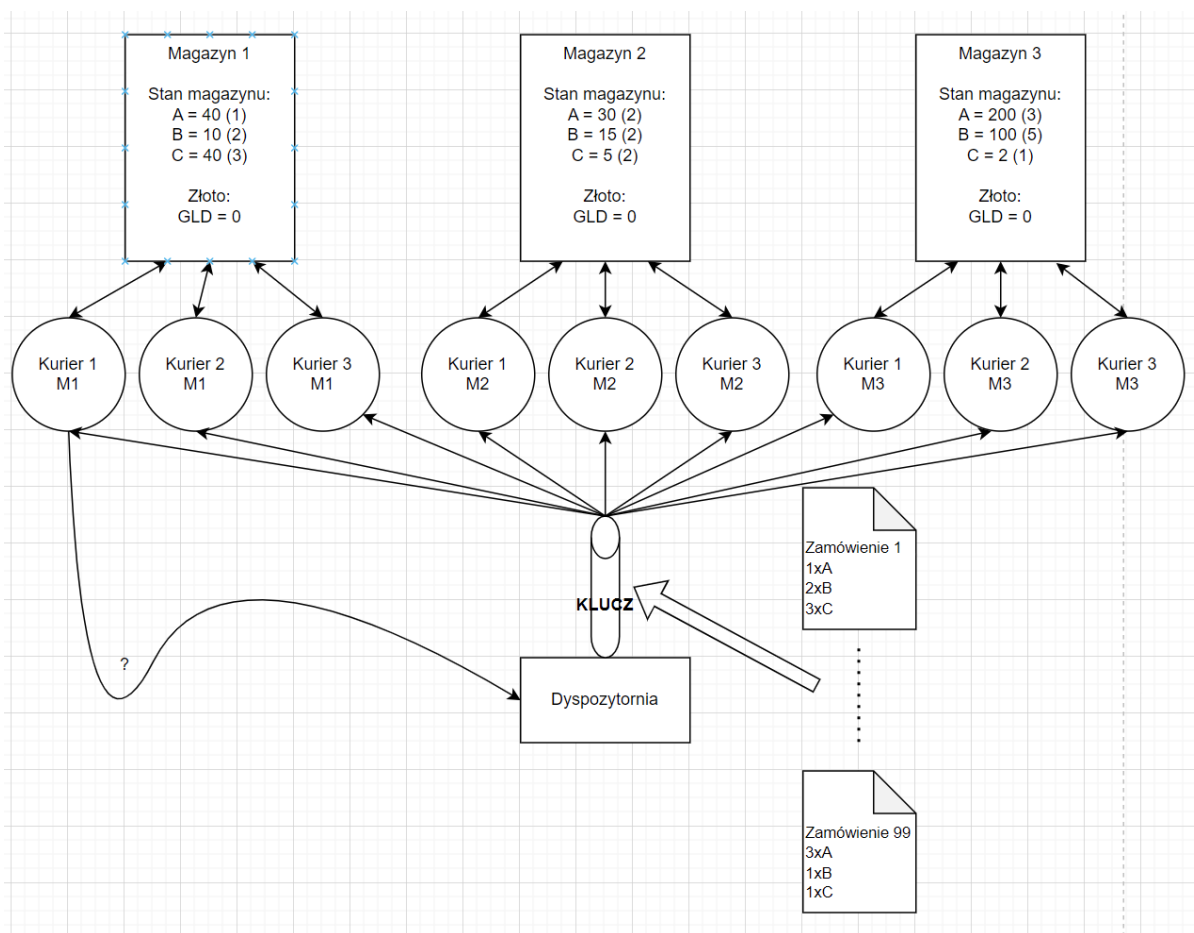 Magazyn 1
Stan magazynu:
A = 40 (1)
B = 10 (2)
C = 40 (3)
Złoto:
GLD = 0
Magazyn 2
Stan magazynu:
A = 30 (2)
B = 15 (2)
C = 5 (2)
Złoto:
GLD = 0
Magazyn 3
Stan magazynu:
A = 200 (3)
B = 100 (5)
C = 2 (1)
Złoto:
GLD = 0
Kurier 1
M1
Kurier 2
M1
Kurier 3
M1
Kurier 1
M2
Kurier 2
M2
Kurier 3
M2
Kurier 1
M3
Kurier 2
M3
Kurier 3
M3
Zamówienie 1
1xA
2xB
3xC
KLUCZ
?
Dyspozytornia
Zamówienie 99
3xA
1xB
1xC